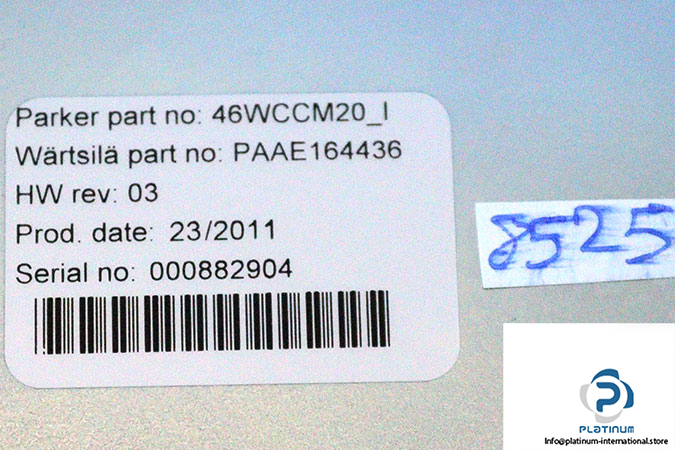 Parker part no: 46WCCM20_I
Wärtsilä part no: PAAE164436
HW rev: 03
Prod. date: 23/2011
Serial no: 000882904
8525
PLATINUM
Info@platinum-international.store